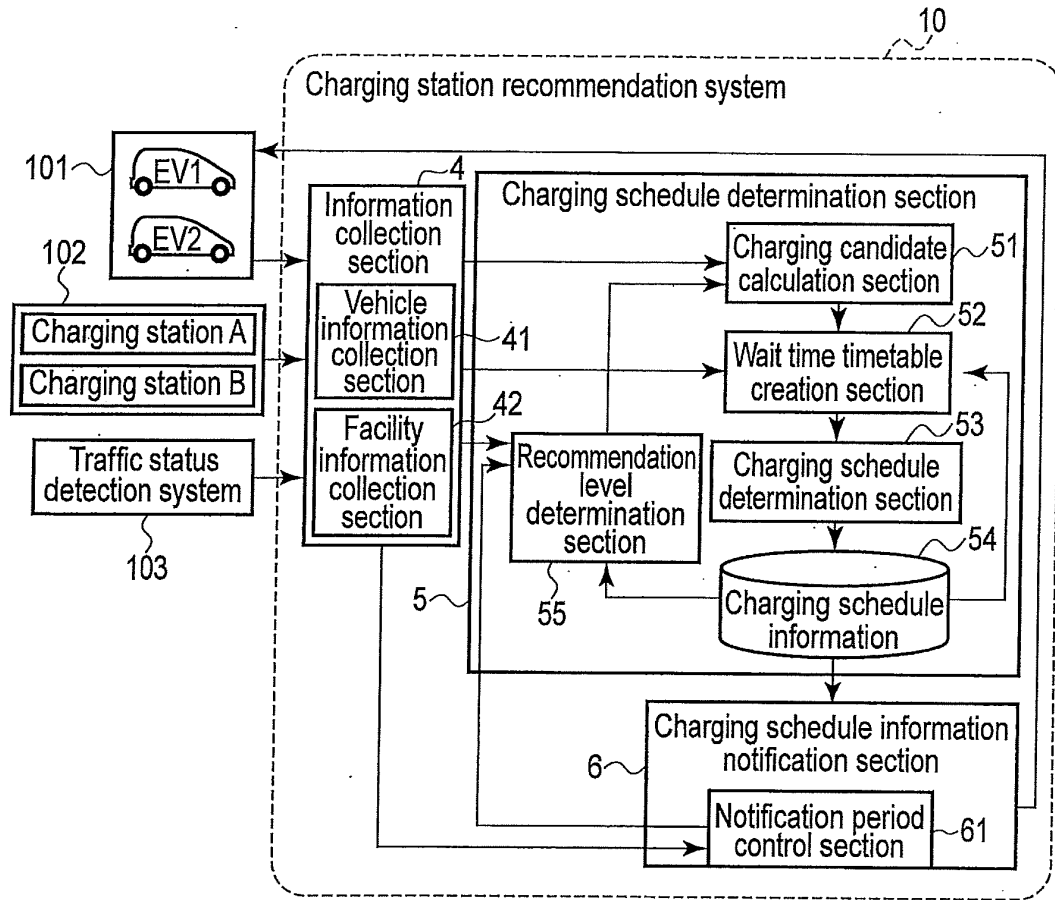 10
Charging station recommendation system
101
EV1
EV2
102
Charging station A
Charging station B
Traffic status
detection system
103
4
Information
collection
section
Vehicle
information
collection
section
41
42
Facility
information
collection
section
Charging schedule determination section
Charging candidate
calculation section
51
52
Wait time timetable
creation section
53
Charging schedule
determination section
Recommendation
level
determination
section
55
54
Charging schedule
information
5
Charging schedule information
notification section
6
Notification period
control section
61